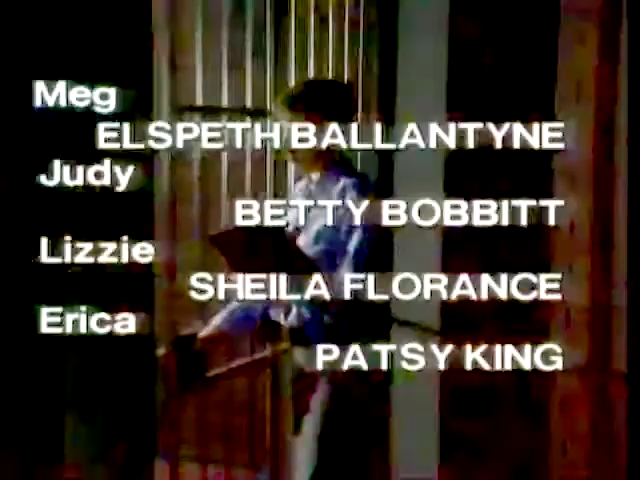 Meg
ELSPETH BALLANTYNE
Judy
BETTY BOBBITT
Lizzie
SHEILA FLORANCE
Erica
PATSY KING